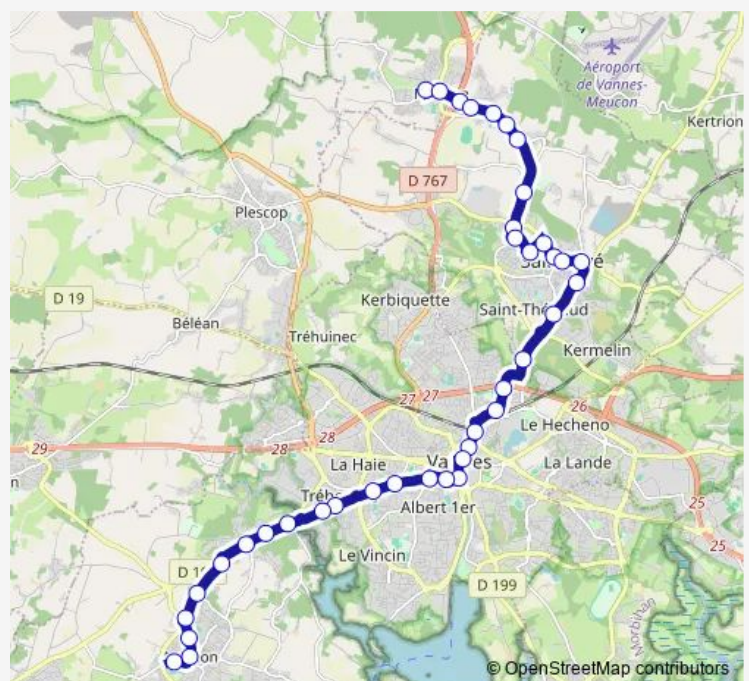 Aéroport
de Vannes-
Meucon
Kertrion
D 767
Plescop
D 19
Kerbiquette
Béléan
Tréhuinec
Kermelin
27 27
26
Le Hecheno
29
28
28
La Haie
La Lande
Albert 1er
25
25
Le Vincin
D 199
Morbihan
© OpenStreetMap contributors